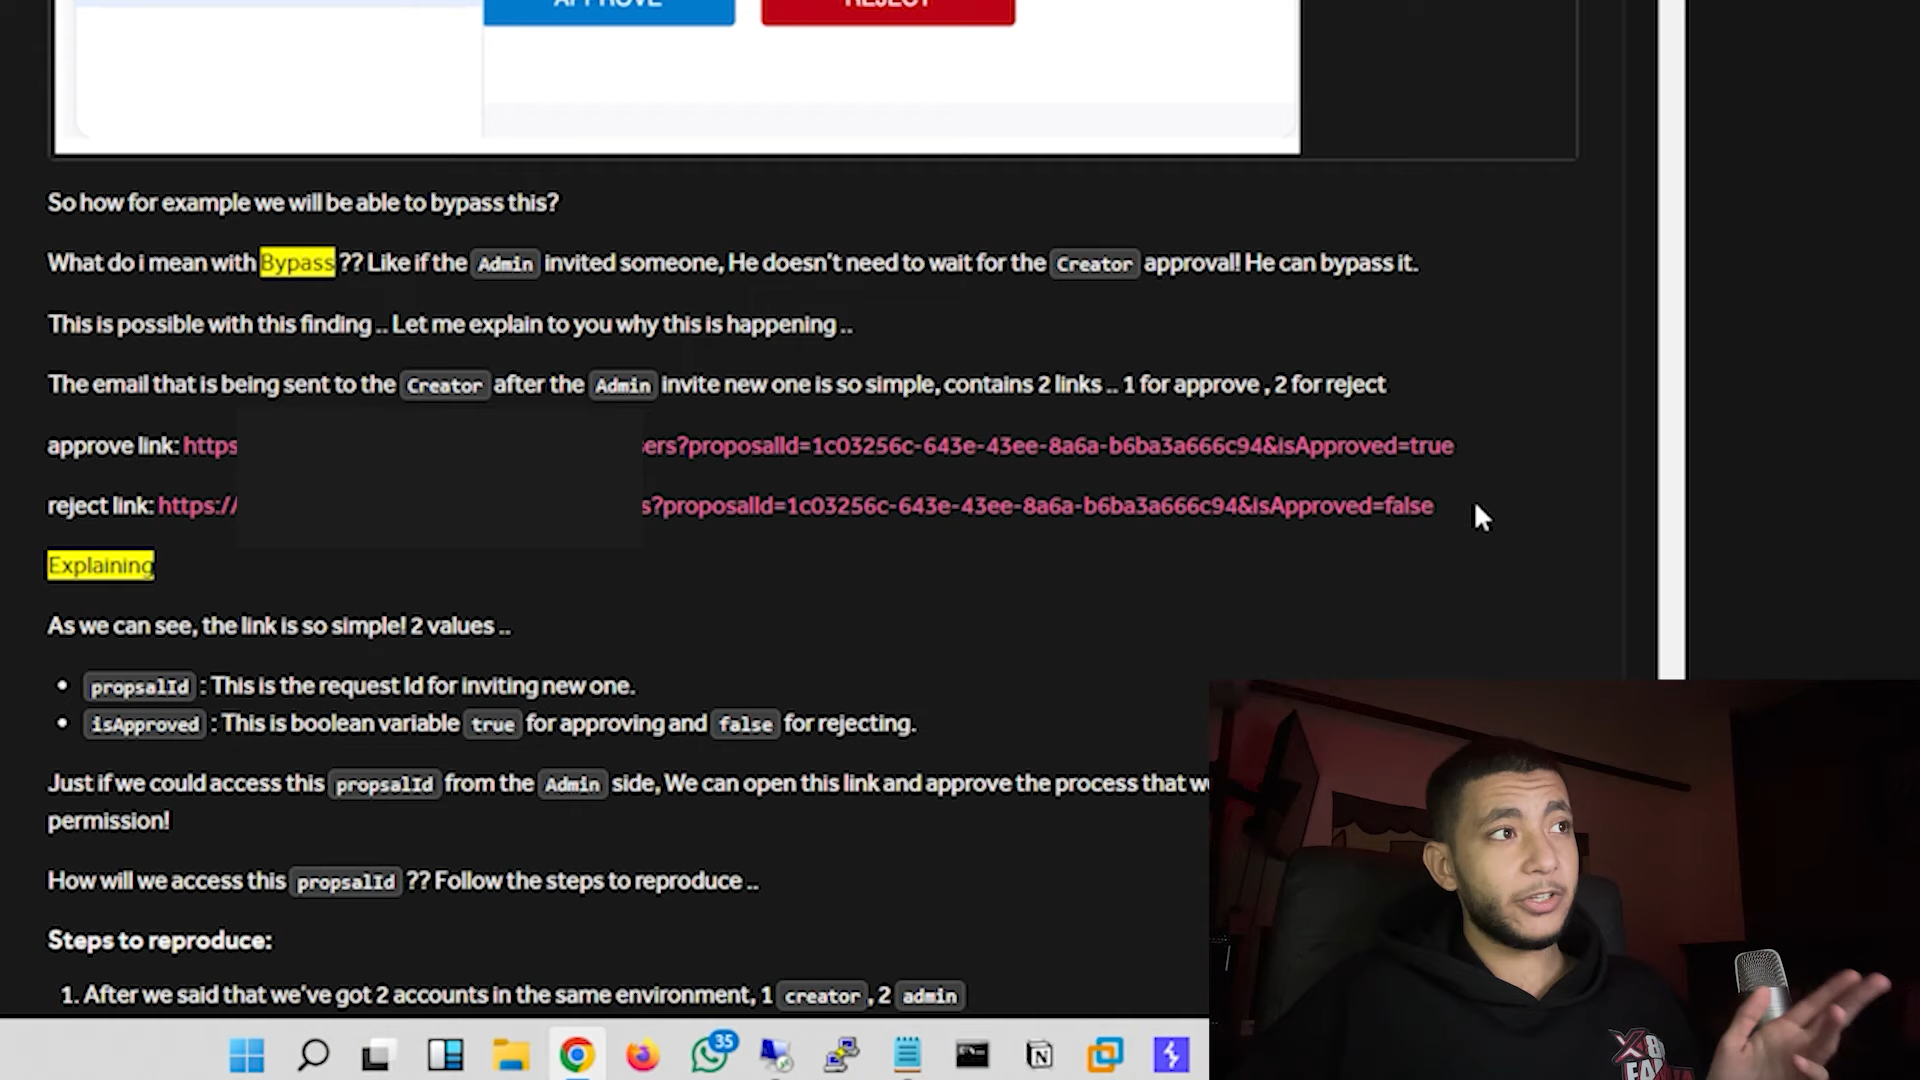 APPROVE REJECT
So how for example we will be able to bypass this?
What do i mean with Bypass ?? Like if the Admin invited someone, He doesn't need to wait for the Creator approval! He can bypass it.
This is possible with this finding .. Let me explain to you why this is happening ..
The email that is being sent to the Creator after the Admin invite new one is so simple, contains 2 links .. 1 for approve , 2 for reject
approve link: https sers?proposalId=1c03256c-643e-43ee-8a6a-b6ba3a666c94&isApproved=true
reject link: https:// s?proposalId=1c03256c-643e-43ee-8a6a-b6ba3a666c94&isApproved=false
Explaining
As we can see, the link is so simple! 2 values ..
• propsalId : This is the request Id for inviting new one.
• isApproved : This is boolean variable true for approving and false for rejecting.
Just if we could access this propsalId from the Admin side, We can open this link and approve the process that
permission!
How will we access this propsalId ?? Follow the steps to reproduce ..
Steps to reproduce:
1. After we said that we've got 2 accounts in the same environment, 1 creator , 2 admin
35